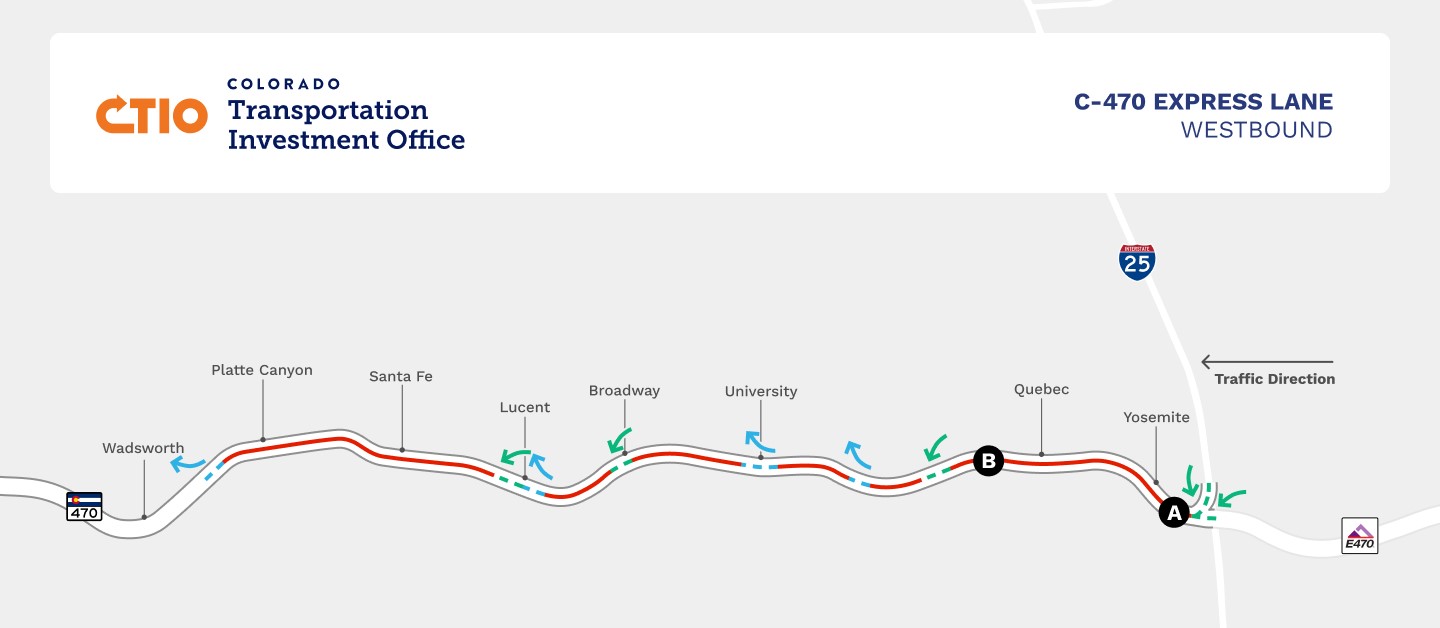 COLORADO
CTIO
Transportation
Investment Office
C-470 EXPRESS LANE
WESTBOUND
INTERSTATE
25
Traffic Direction
Platte Canyon
Santa Fe
Broadway
University
Quebec
Lucent
Yosemite
Wadsworth
B
A
470
E470